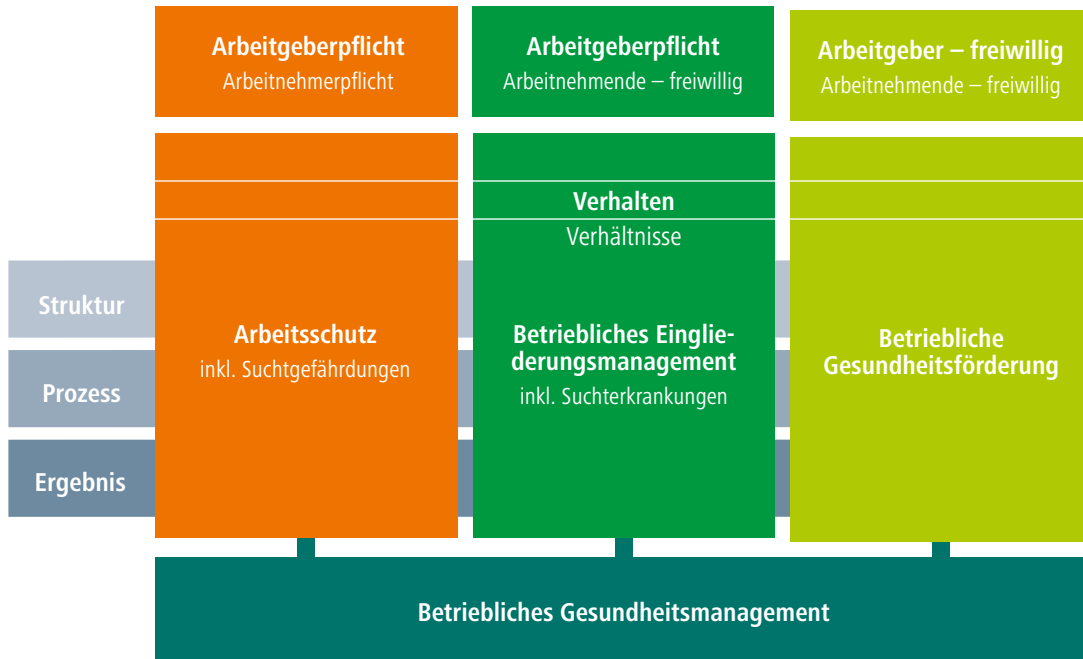 Arbeitgeberpflicht
Arbeitnehmerpflicht
Arbeitgeberpflicht
Arbeitnehmende – freiwillig
Arbeitgeber – freiwillig
Arbeitnehmende – freiwillig
Verhalten
Verhältnisse
Struktur
Prozess
Ergebnis
Arbeitsschutz
inkl. Suchtgefährdungen
Betriebliches Einglie-
derungsmanagement
inkl. Suchterkrankungen
Betriebliche
Gesundheitsförderung
Betriebliches Gesundheitsmanagement